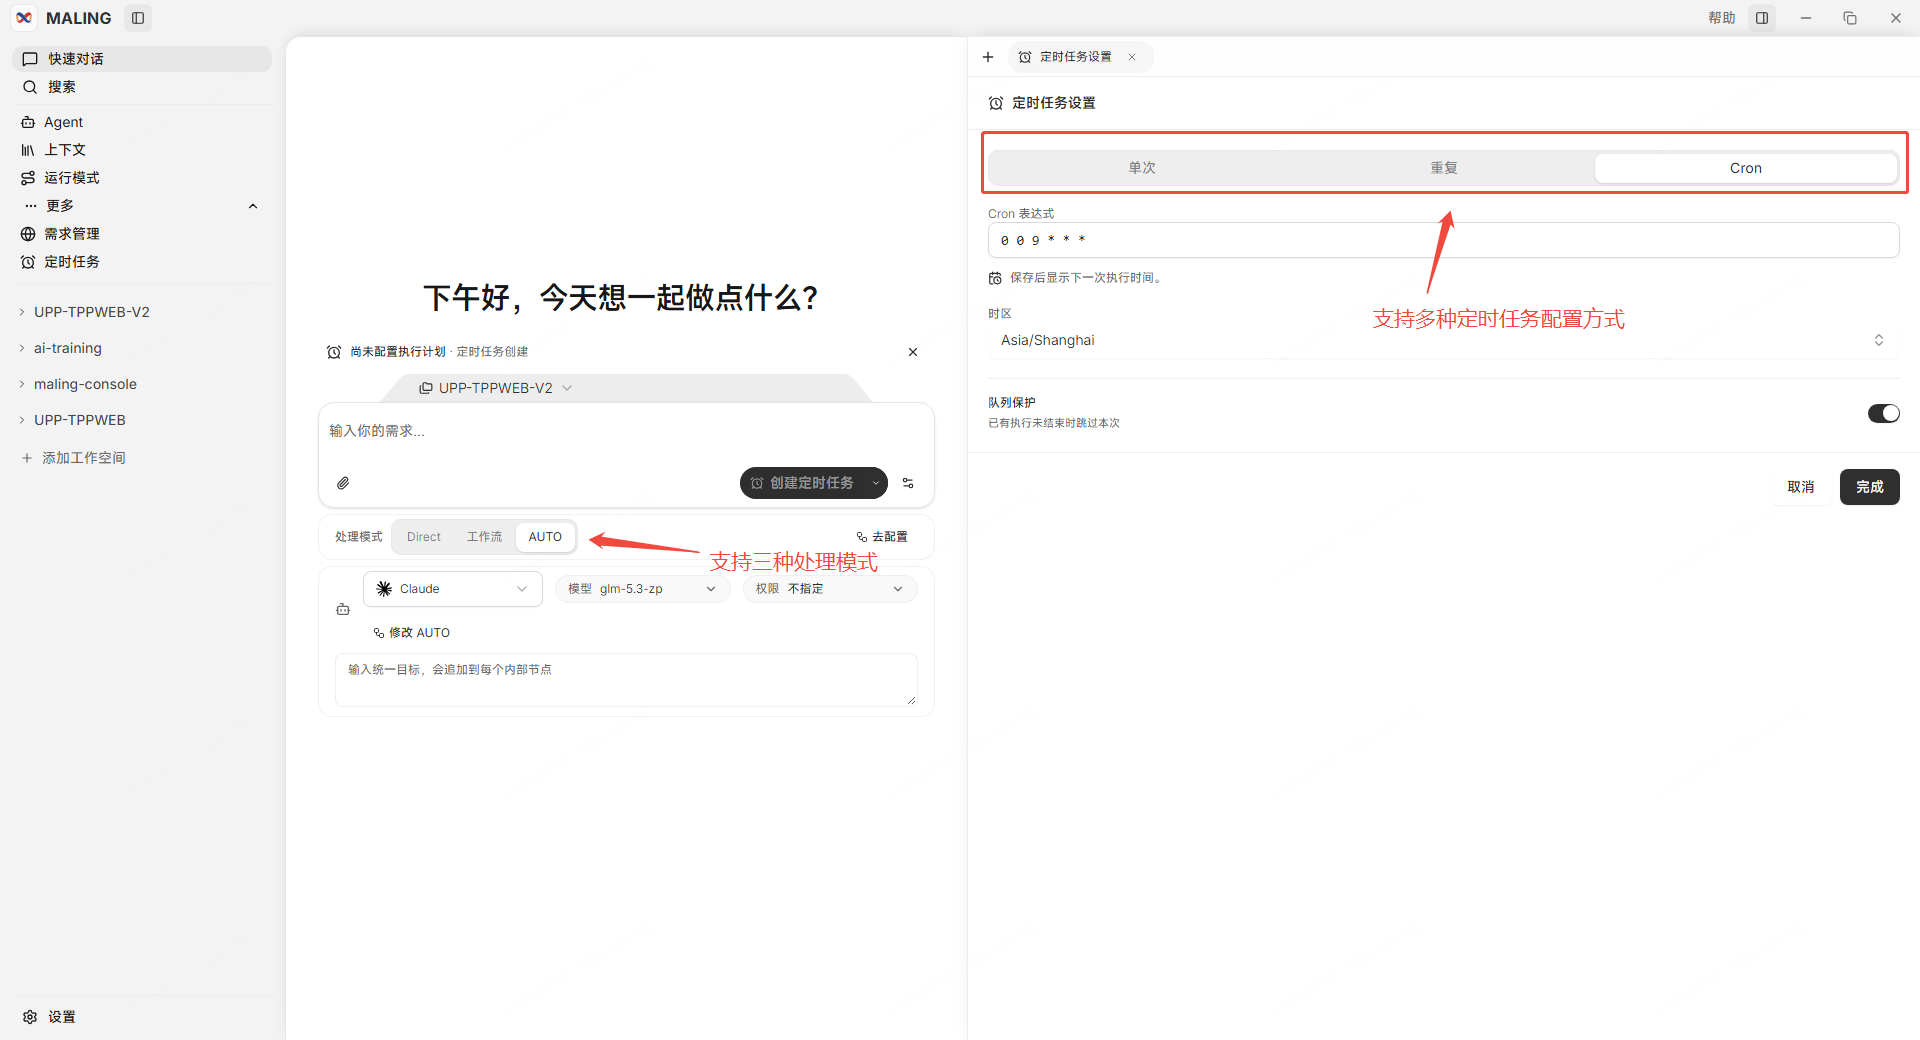 MALING
帮助
快速对话
搜索
Agent
上下文
运行模式
更多
需求管理
定时任务
UPP-TPPWEB-V2
ai-training
maling-console
UPP-TPPWEB
添加工作空间
设置
下午好，今天想一起做点什么？
尚未配置执行计划 · 定时任务创建
UPP-TPPWEB-V2
输入你的需求...
创建定时任务
处理模式 Direct 工作流 AUTO 去配置
支持三种处理模式
Claude 模型 glm-5.3-zp 权限 不指定
修改 AUTO
输入统一目标，会追加到每个内部节点
定时任务设置
定时任务设置
单次 重复 Cron
Cron 表达式
0 0 9 * * *
保存后显示下一次执行时间。
支持多种定时任务配置方式
时区
Asia/Shanghai
队列保护
已有执行未结束时跳过本次
取消 完成